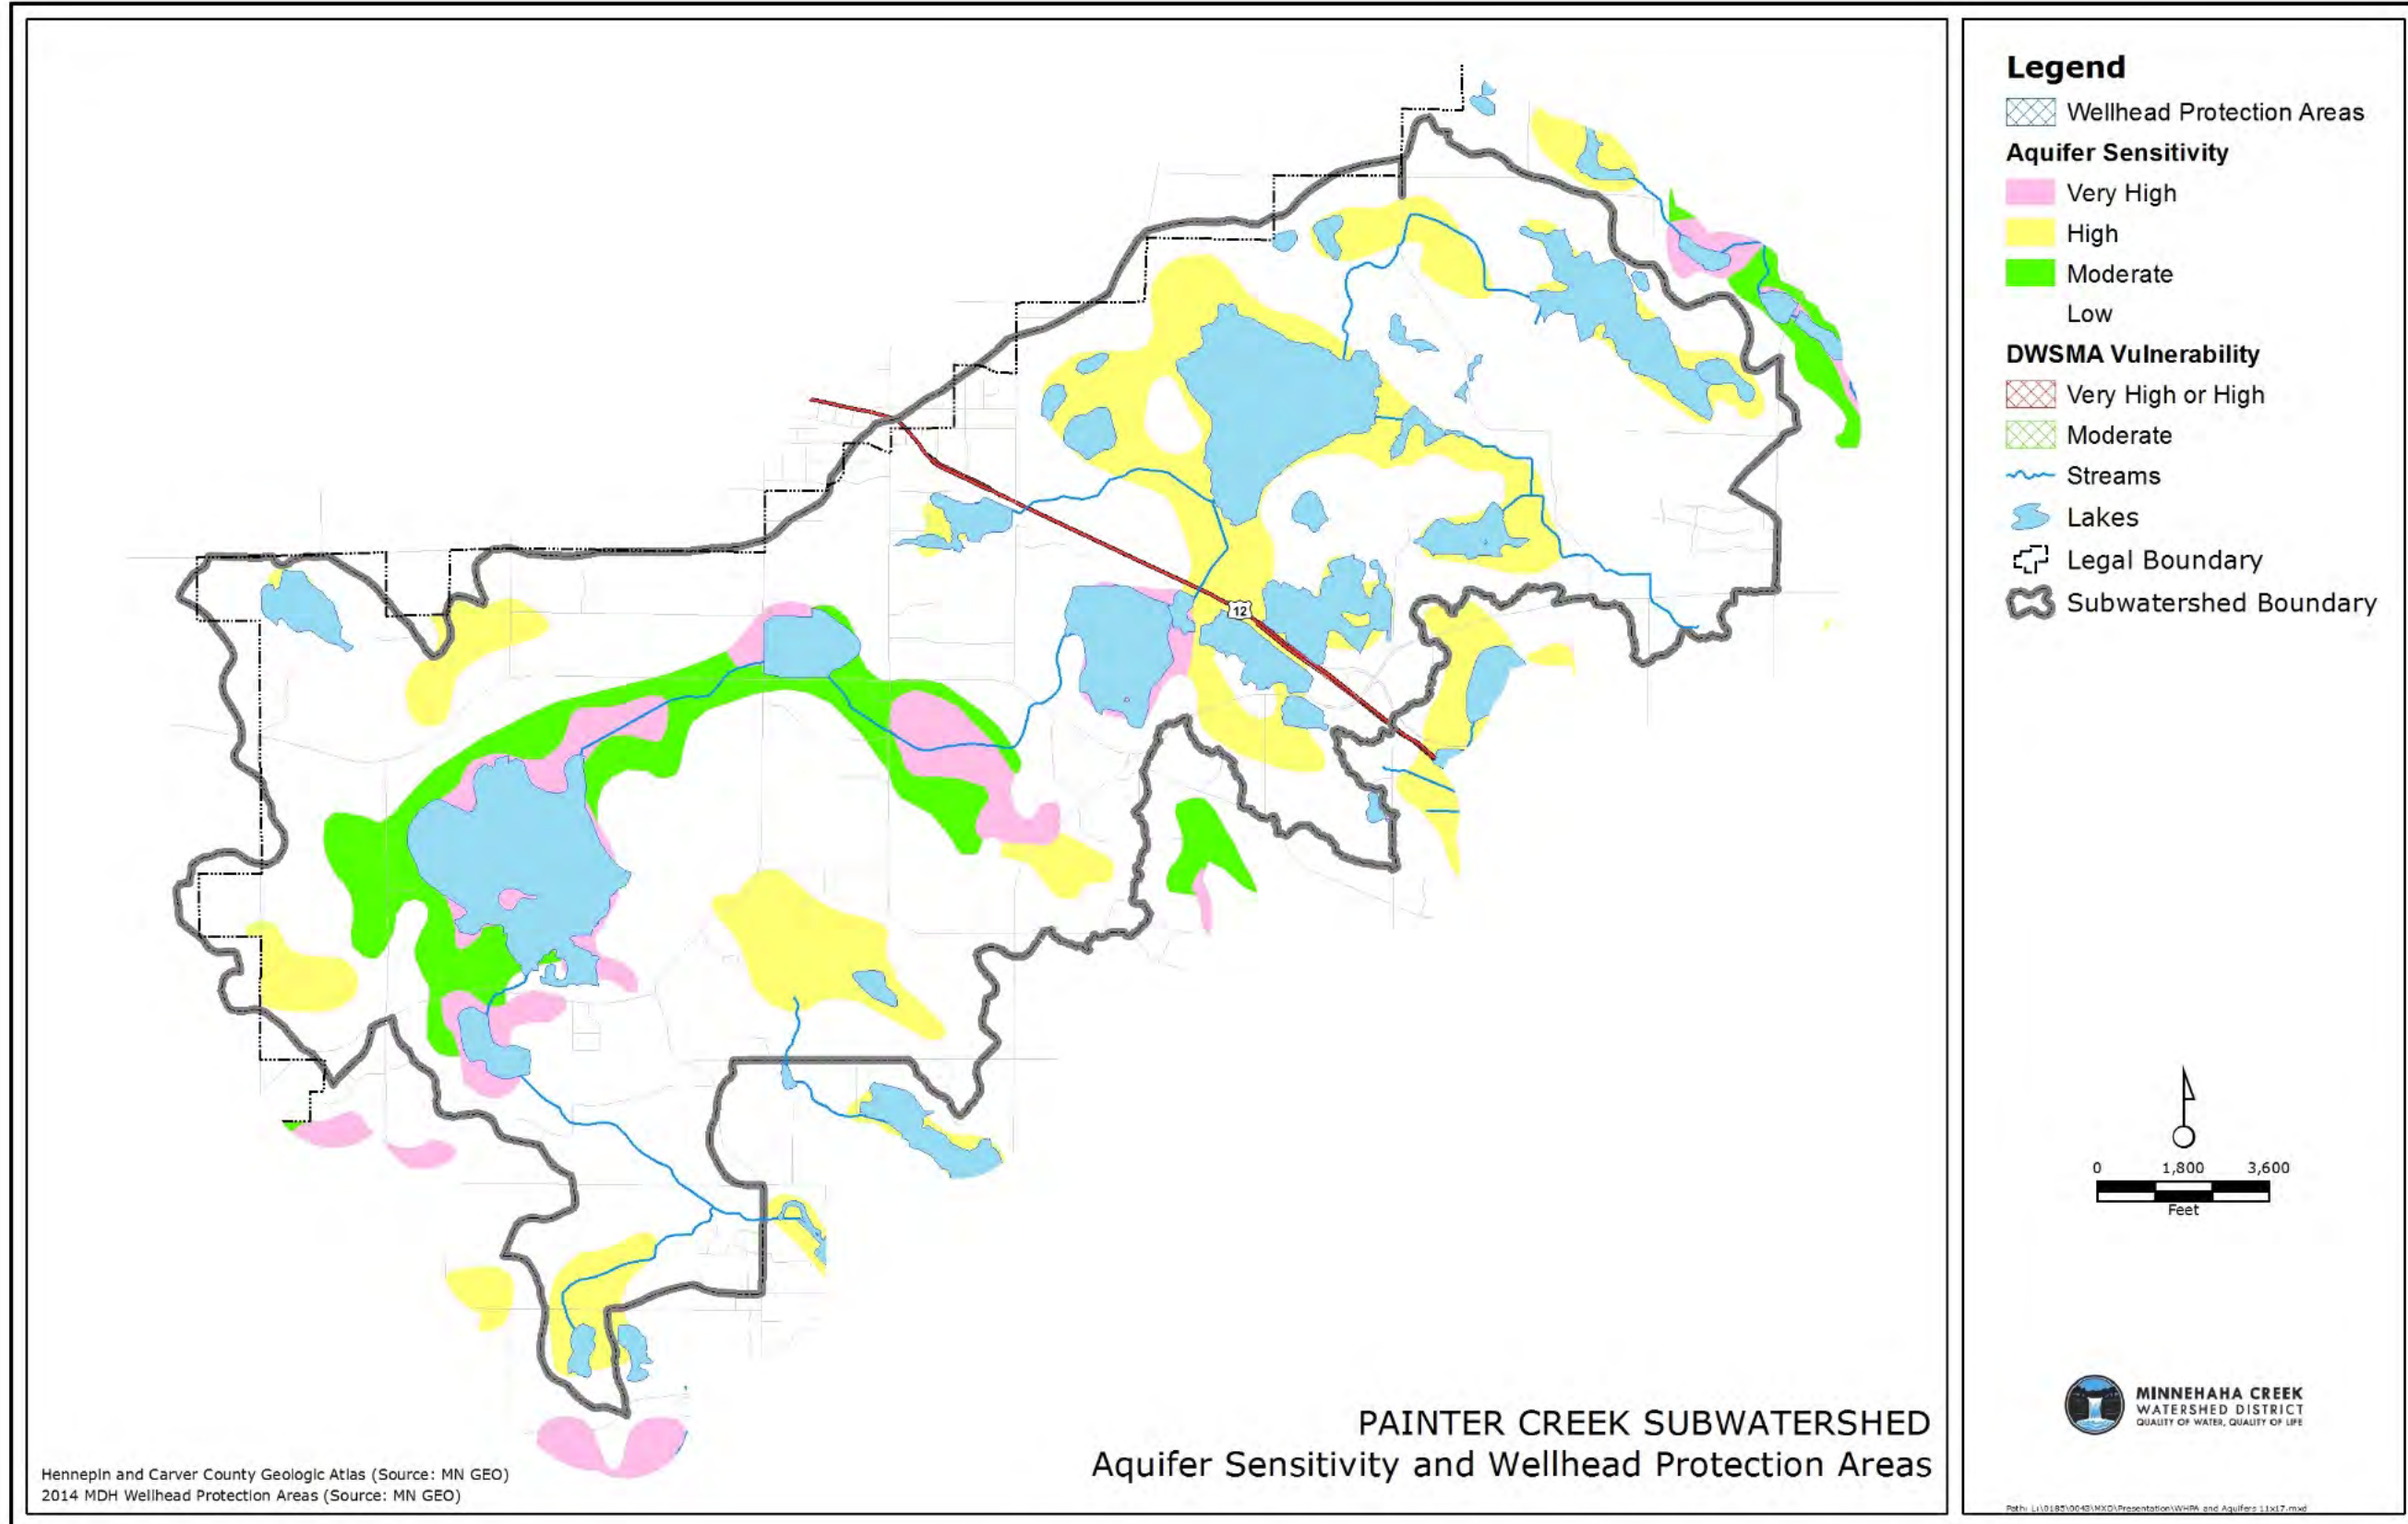 Legend
Wellhead Protection Areas
Aquifer Sensitivity
Very High
High
Moderate
Low
DWSMA Vulnerability
Very High or High
Moderate
Streams
Lakes
Legal Boundary
Subwatershed Boundary
12
0 1,800 3,600
Feet
MINNEHAHA CREEK
WATERSHED DISTRICT
QUALITY OF WATER, QUALITY OF LIFE
PAINTER CREEK SUBWATERSHED
Aquifer Sensitivity and Wellhead Protection Areas
Hennepin and Carver County Geologic Atlas (Source: MN GEO)
2014 MDH Wellhead Protection Areas (Source: MN GEO)